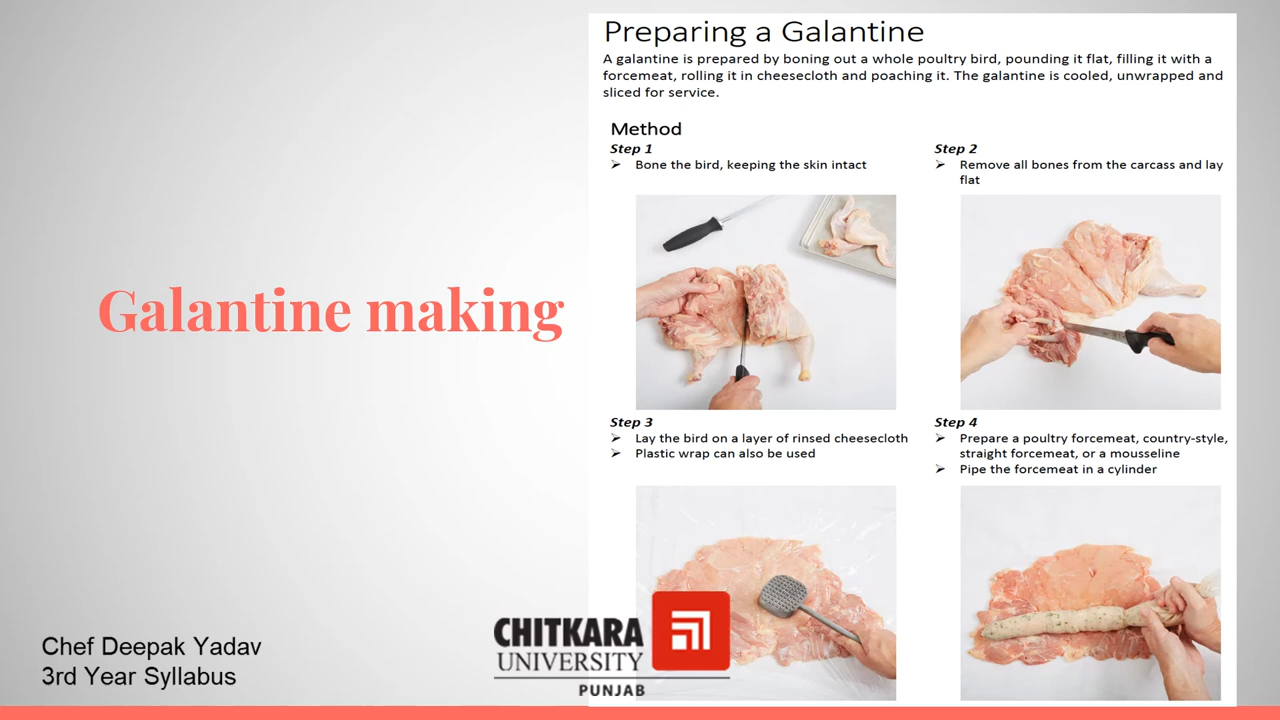 Preparing a Galantine
A galantine is prepared by boning out a whole poultry bird, pounding it flat, filling it with a
forcemeat, rolling it in cheesecloth and poaching it. The galantine is cooled, unwrapped and
sliced for service.
Method
Step 1
➢ Bone the bird, keeping the skin intact
Step 2
➢ Remove all bones from the carcass and lay
flat
Galantine making
Step 3
➢ Lay the bird on a layer of rinsed cheesecloth
➢ Plastic wrap can also be used
Step 4
➢ Prepare a poultry forcemeat, country-style,
straight forcemeat, or a mousseline
➢ Pipe the forcemeat in a cylinder
Chef Deepak Yadav
3rd Year Syllabus
CHITKARA
UNIVERSITY
PUNJAB